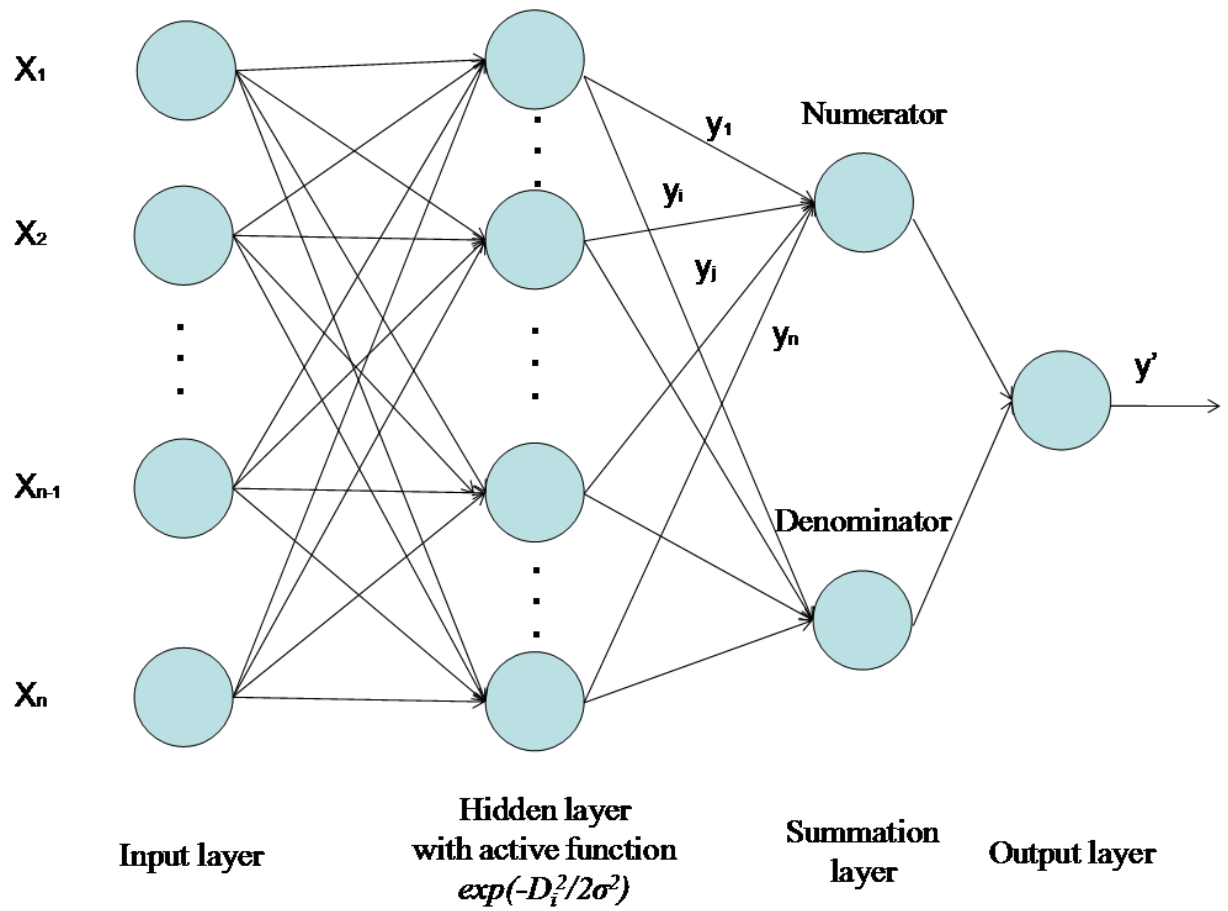 X₁
X₂
Xₙ₋₁
Xₙ
y₁
yᵢ
yⱼ
yₙ
Numerator
Denominator
y’
Input layer
Hidden layer
with active function
exp(-Dᵢ²/2σ²)
Summation
layer
Output layer